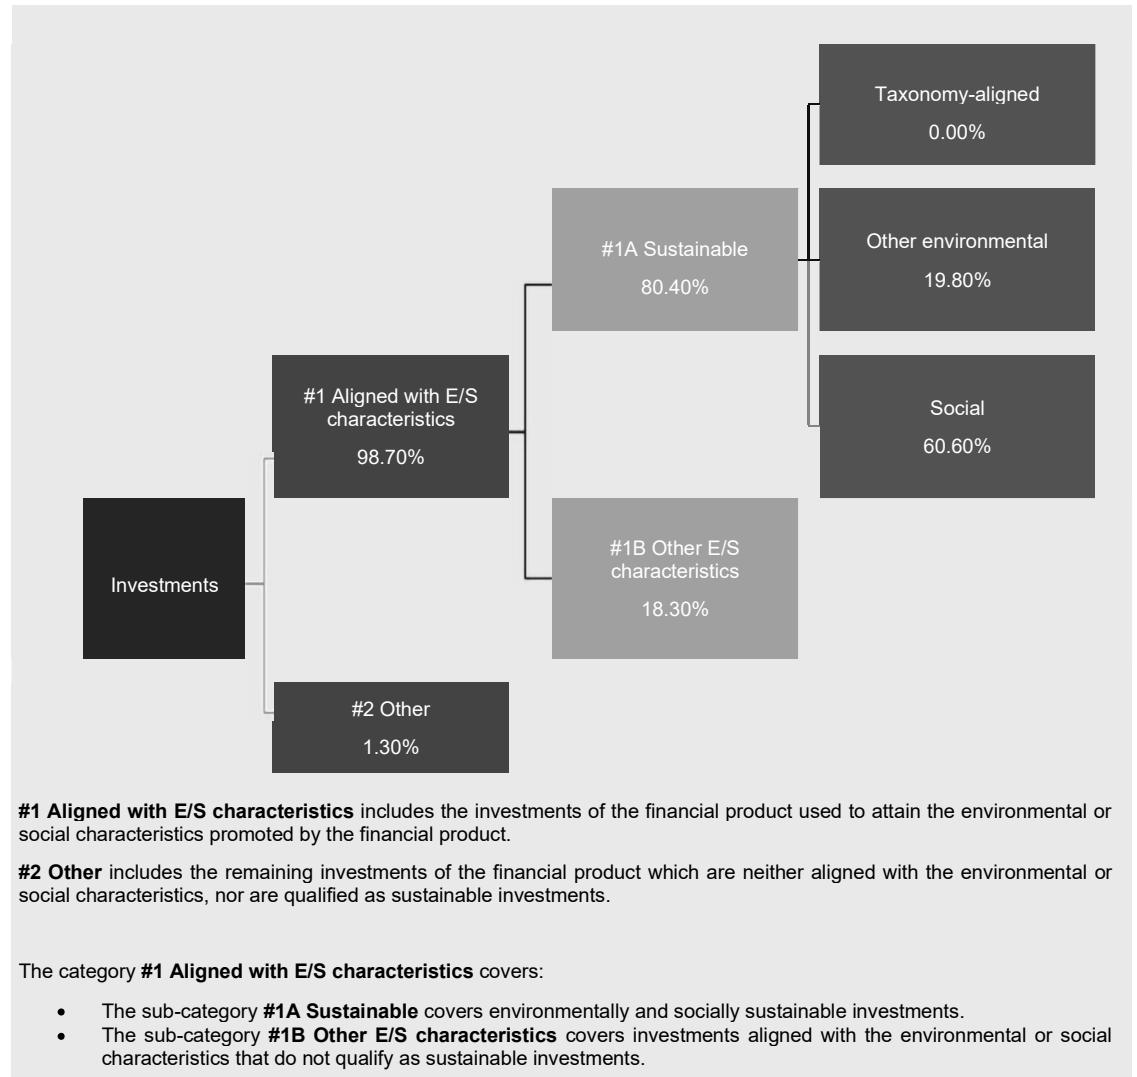 Taxonomy-aligned
0.00%
#1A Sustainable
80.40%
Other environmental
19.80%
#1 Aligned with E/S
characteristics
98.70%
Social
60.60%
Investments
#1B Other E/S
characteristics
18.30%
#2 Other
1.30%
#1 Aligned with E/S characteristics includes the investments of the financial product used to attain the environmental or
social characteristics promoted by the financial product.
#2 Other includes the remaining investments of the financial product which are neither aligned with the environmental or
social characteristics, nor are qualified as sustainable investments.
The category #1 Aligned with E/S characteristics covers:
• The sub-category #1A Sustainable covers environmentally and socially sustainable investments.
• The sub-category #1B Other E/S characteristics covers investments aligned with the environmental or social
characteristics that do not qualify as sustainable investments.